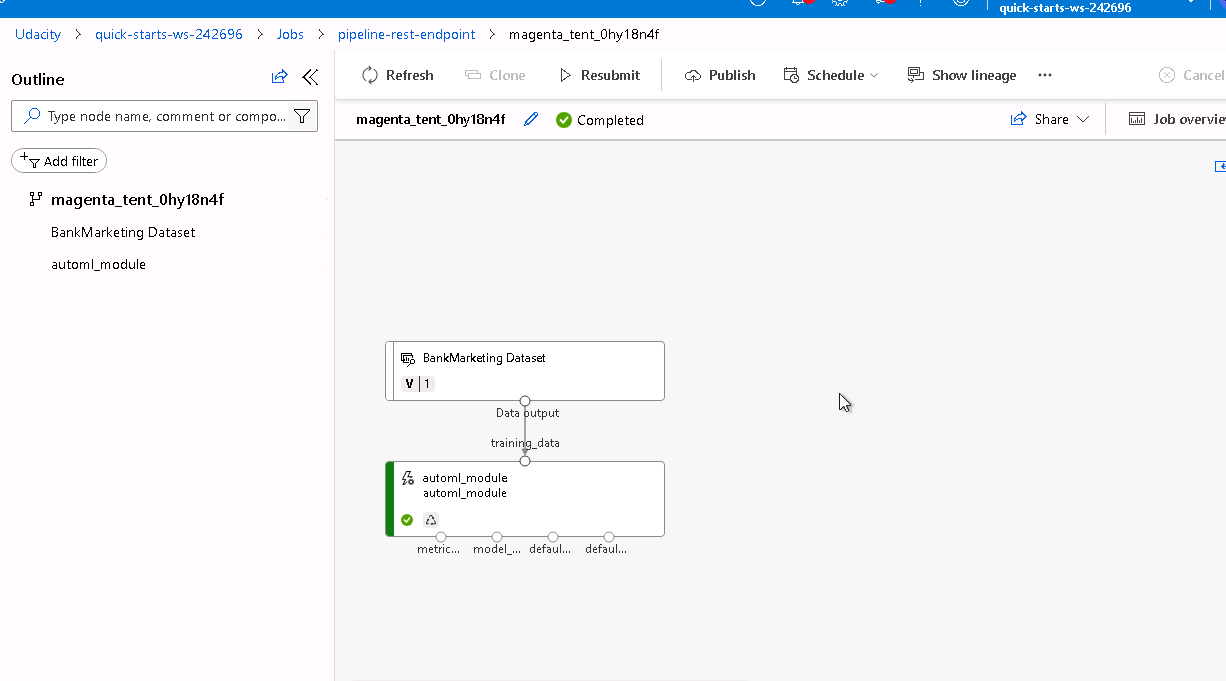 quick-starts-ws-242696
Udacity > quick-starts-ws-242696 > Jobs > pipeline-rest-endpoint > magenta_tent_0hy18n4f
Outline
Type node name, comment or compo...
Add filter
magenta_tent_0hy18n4f
BankMarketing Dataset
automl_module
Refresh Clone Resubmit Publish Schedule Show lineage ... Cancel
magenta_tent_0hy18n4f Completed Share Job overvie
BankMarketing Dataset
V 1
Data output
training_data
automl_module
automl_module
metric... model_... defaul... defaul...